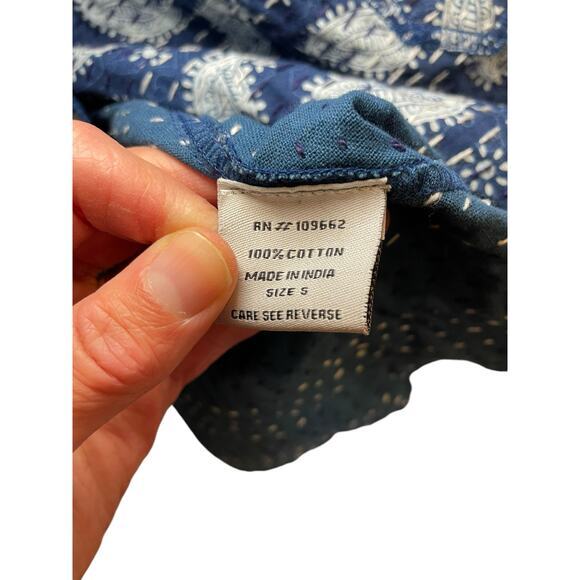 RN # 109662
100% COTTON
MADE IN INDIA
SIZE S
CARE SEE REVERSE